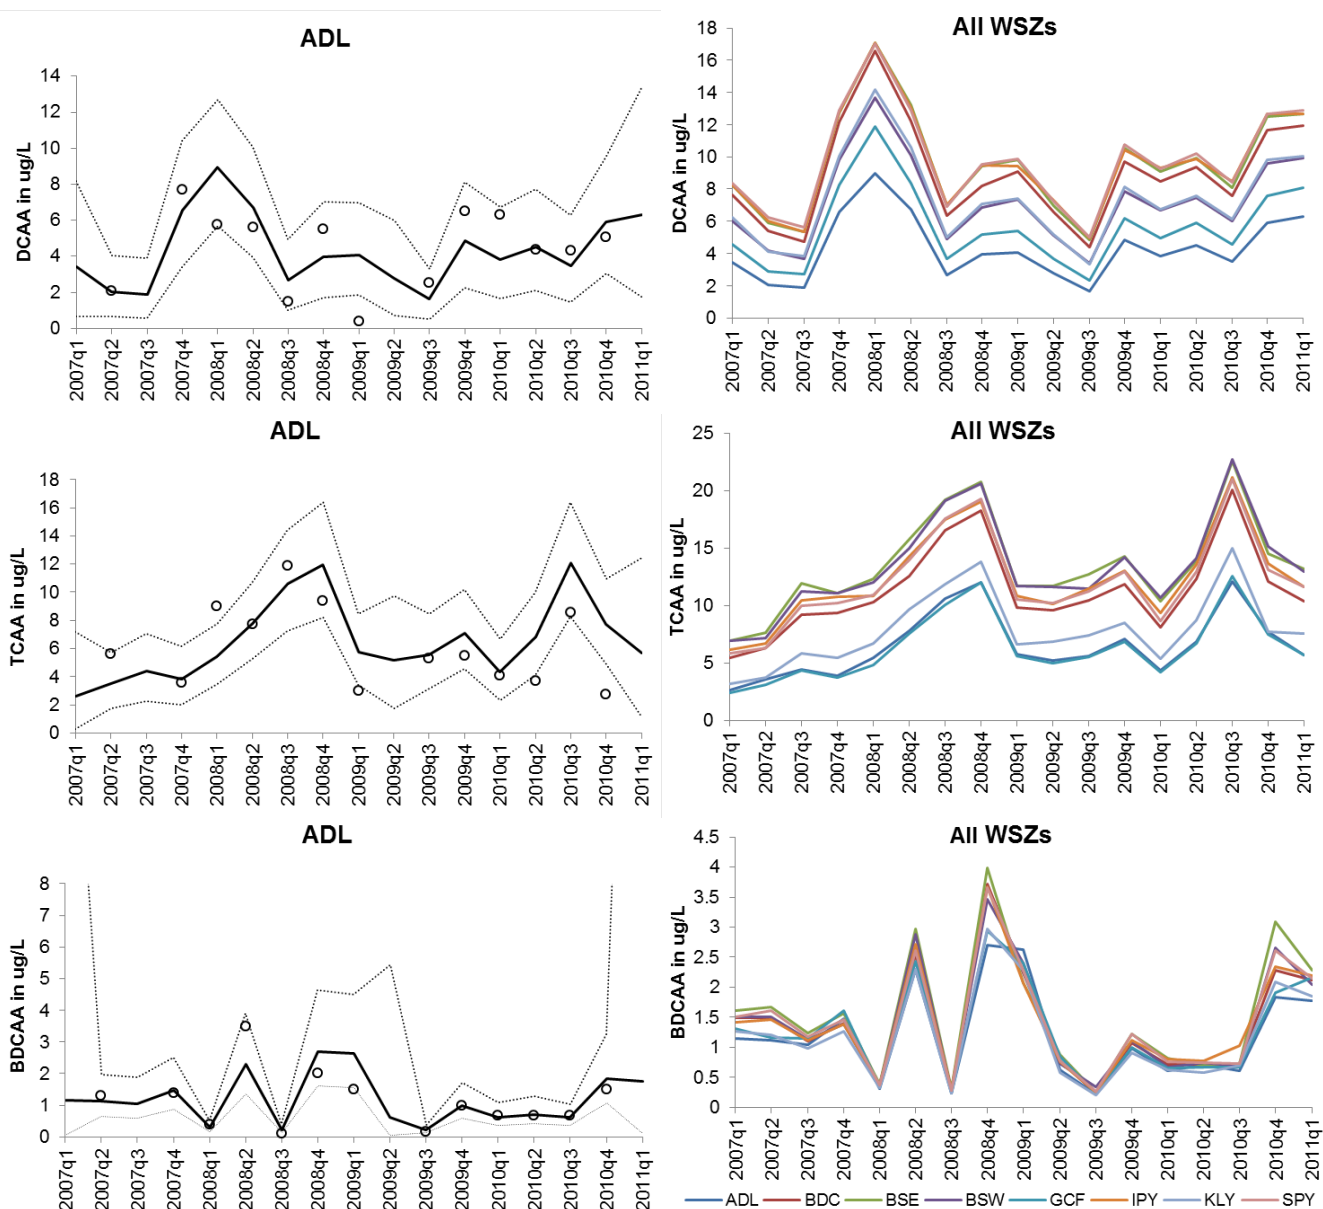 ADL
DCAA in ug/L
14
12
10
8
6
4
2
0
2007q1 2007q2 2007q3 2007q4 2008q1 2008q2 2008q3 2008q4 2009q1 2009q2 2009q3 2009q4 2010q1 2010q2 2010q3 2010q4 2011q1
All WSZs
DCAA in ug/L
18
16
14
12
10
8
6
4
2
0
2007q1 2007q2 2007q3 2007q4 2008q1 2008q2 2008q3 2008q4 2009q1 2009q2 2009q3 2009q4 2010q1 2010q2 2010q3 2010q4 2011q1
ADL
TCAA in ug/L
18
16
14
12
10
8
6
4
2
0
2007q1 2007q2 2007q3 2007q4 2008q1 2008q2 2008q3 2008q4 2009q1 2009q2 2009q3 2009q4 2010q1 2010q2 2010q3 2010q4 2011q1
All WSZs
TCAA in ug/L
25
20
15
10
5
0
2007q1 2007q2 2007q3 2007q4 2008q1 2008q2 2008q3 2008q4 2009q1 2009q2 2009q3 2009q4 2010q1 2010q2 2010q3 2010q4 2011q1
ADL
BDCAA in ug/L
8
7
6
5
4
3
2
1
0
2007q1 2007q2 2007q3 2007q4 2008q1 2008q2 2008q3 2008q4 2009q1 2009q2 2009q3 2009q4 2010q1 2010q2 2010q3 2010q4 2011q1
All WSZs
BDCAA in ug/L
4.5
4
3.5
3
2.5
2
1.5
1
0.5
0
2007q1 2007q2 2007q3 2007q4 2008q1 2008q2 2008q3 2008q4 2009q1 2009q2 2009q3 2009q4 2010q1 2010q2 2010q3 2010q4 2011q1
ADL BDC BSE BSW GCF IPY KLY SPY